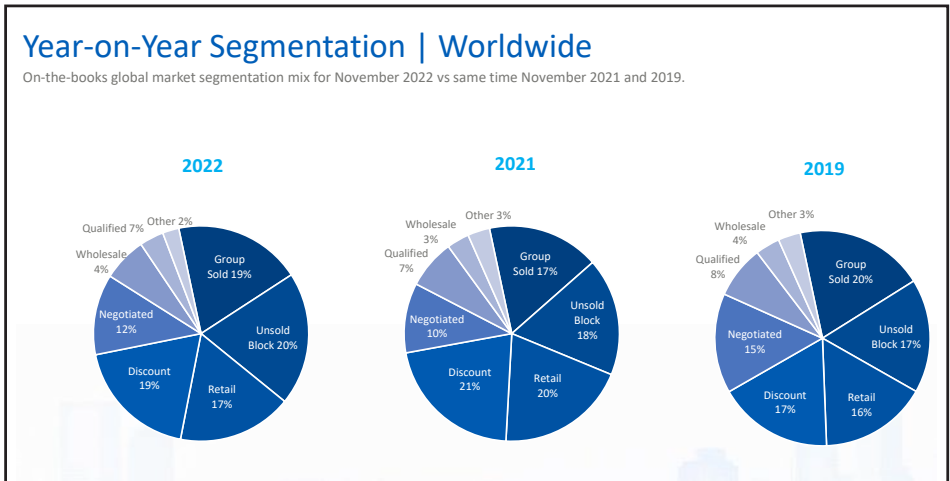 Year-on-Year Segmentation | Worldwide
On-the-books global market segmentation mix for November 2022 vs same time November 2021 and 2019.
2022
Other 2%
Qualified 7%
Wholesale
4%
Group
Sold 19%
Unsold
Block 20%
Negotiated
12%
Discount
19%
Retail
17%
2021
Other 3%
Wholesale
3%
Qualified
7%
Group
Sold 17%
Unsold
Block
18%
Negotiated
10%
Discount
21%
Retail
20%
2019
Other 3%
Wholesale
4%
Qualified
8%
Group
Sold 20%
Unsold
Block 17%
Negotiated
15%
Discount
17%
Retail
16%